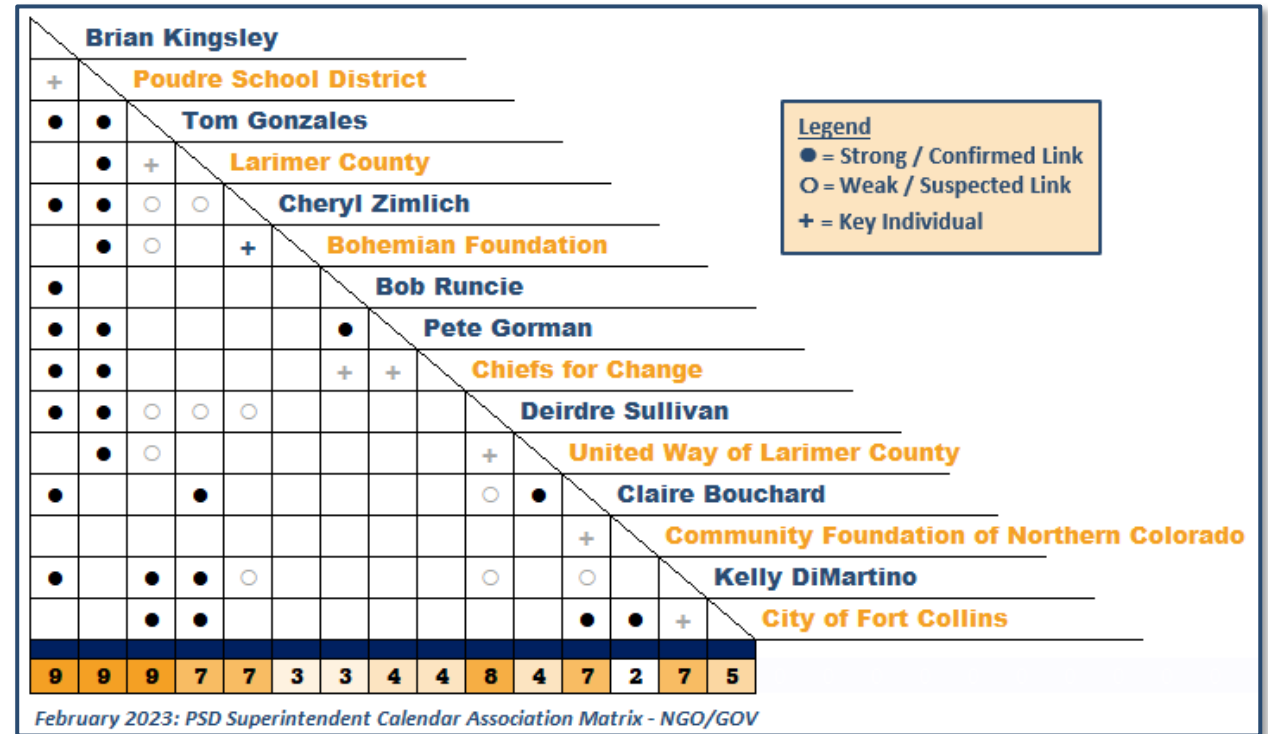 Brian Kingsley
+ Poudre School District
● ● Tom Gonzales
● + Larimer County
● ● ○ ○ Cheryl Zimlich
● ○ + Bohemian Foundation
● Bob Runcie
● ● ● Pete Gorman
● ● + + Chiefs for Change
● ● ○ ○ ○ Deirdre Sullivan
● ○ + United Way of Larimer County
● ● ○ ● Claire Bouchard
+ Community Foundation of Northern Colorado
● ● ● ○ ○ ○ Kelly DiMartino
● ● ● ● + City of Fort Collins
9 9 9 7 7 3 3 4 4 8 4 7 2 7 5
February 2023: PSD Superintendent Calendar Association Matrix - NGO/GOV
Legend
● = Strong / Confirmed Link
○ = Weak / Suspected Link
+ = Key Individual